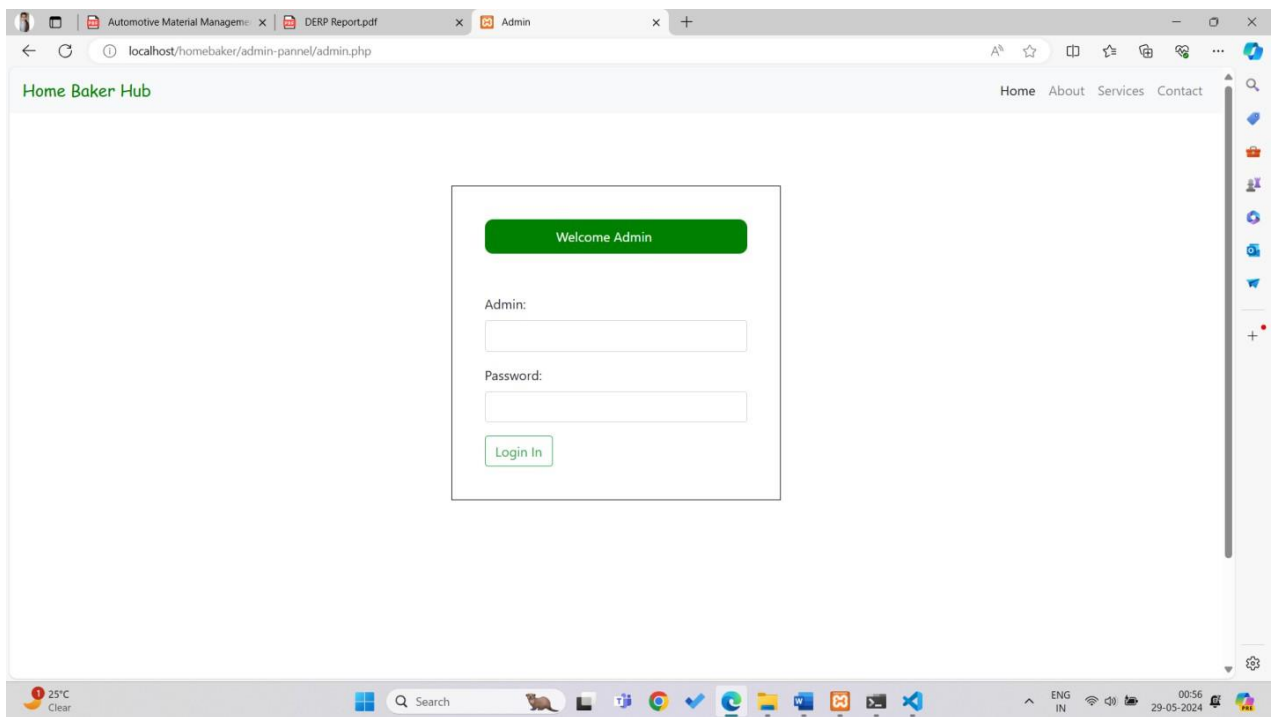 Automotive Material Manageme
DERP Report.pdf
Admin
localhost/homebaker/admin-pannel/admin.php
Home Baker Hub
Home About Services Contact
Welcome Admin
Admin:
Password:
Login In
1
25°C
Clear
Search
ENG
IN
00:56
29-05-2024